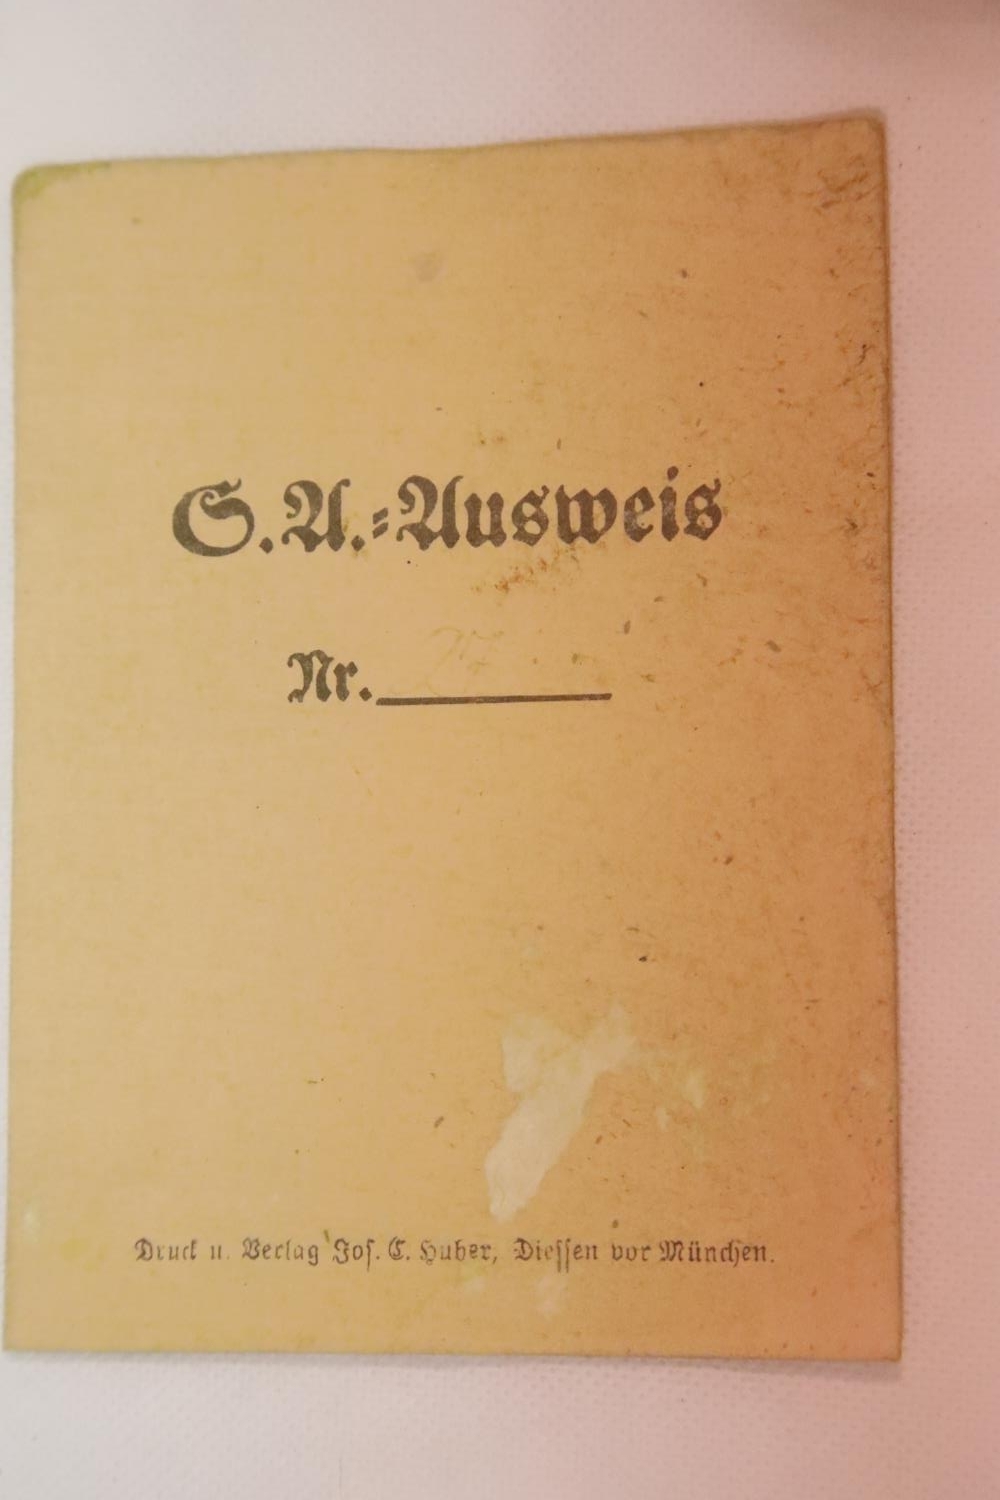 S.A.-Ausweis
Nr.
Druck u. Verlag Jos. C. Huber, Diessen vor München.